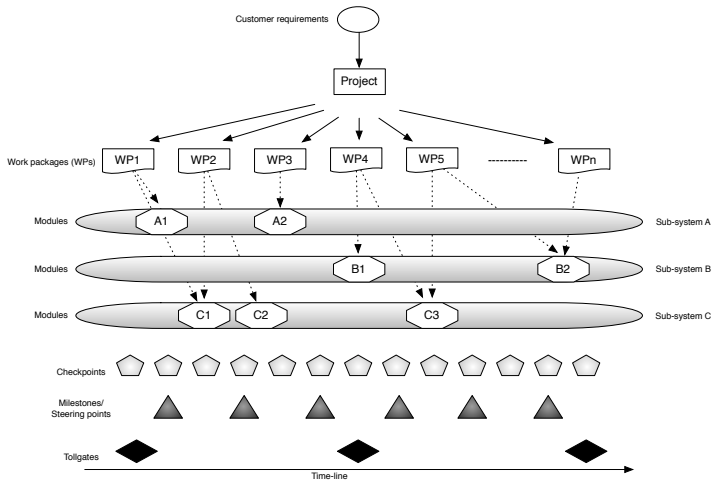 Customer requirements
Project
Work packages (WPs)
WP1
WP2
WP3
WP4
WP5
WPn
Modules
A1
A2
Sub-system A
Modules
B1
B2
Sub-system B
Modules
C1
C2
C3
Sub-system C
Checkpoints
Milestones/
Steering points
Tollgates
Time-line